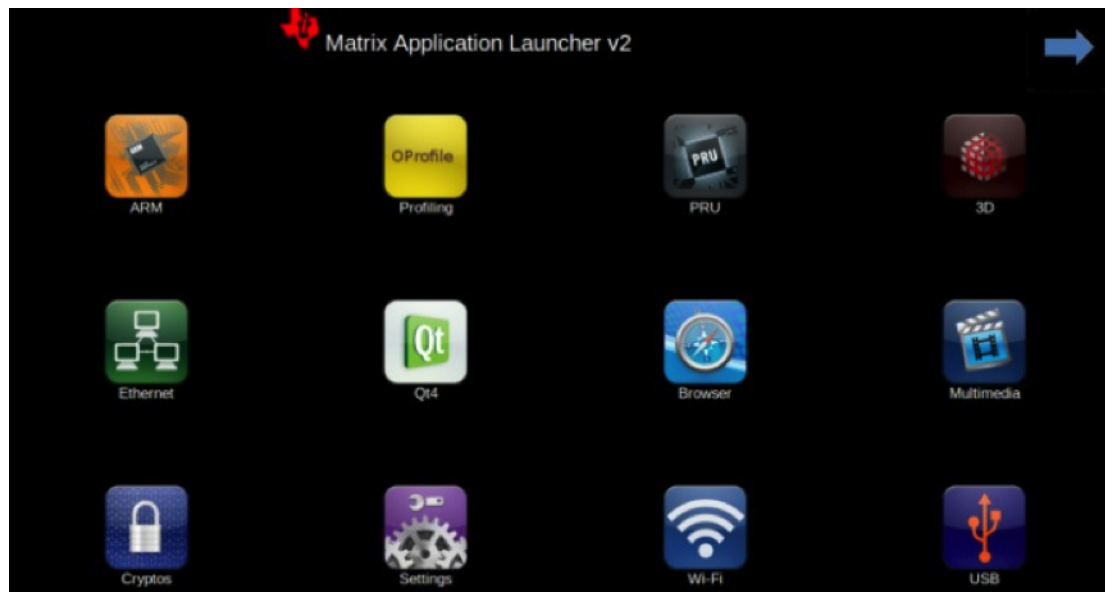 Matrix Application Launcher v2
OProfile
PRU
ARM
Profiling
PRU
3D
Qt
Ethernet
Qt4
Browser
Multimedia
Cryptos
Settings
Wi-Fi
USB